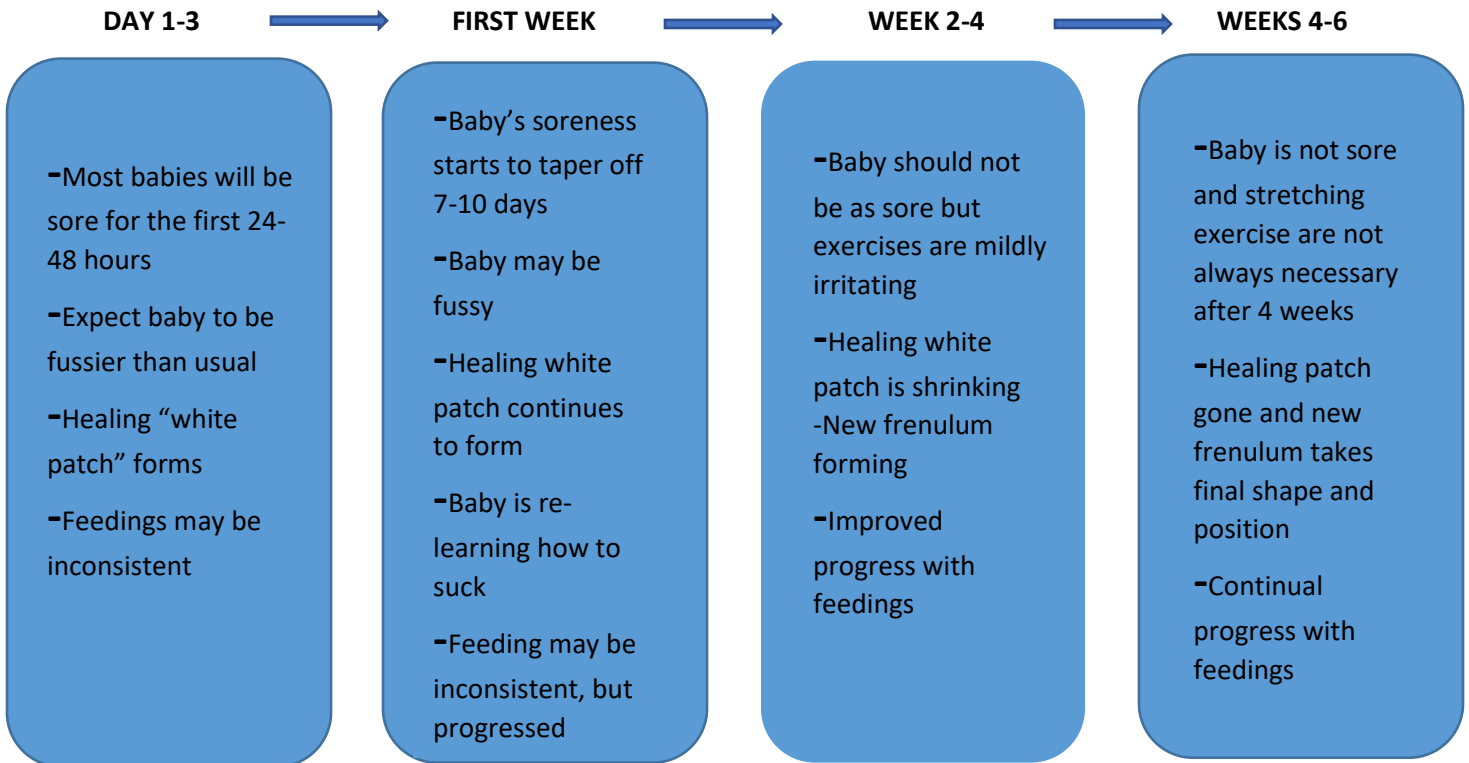 DAY 1-3
FIRST WEEK
WEEK 2-4
WEEKS 4-6
-Most babies will be
sore for the first 24-
48 hours
-Expect baby to be
fussier than usual
-Healing “white
patch” forms
-Feedings may be
inconsistent
-Baby’s soreness
starts to taper off
7-10 days
-Baby may be
fussy
-Healing white
patch continues
to form
-Baby is re-
learning how to
suck
-Feeding may be
inconsistent, but
progressed
-Baby should not
be as sore but
exercises are mildly
irritating
-Healing white
patch is shrinking
-New frenulum
forming
-Improved
progress with
feedings
-Baby is not sore
and stretching
exercise are not
always necessary
after 4 weeks
-Healing patch
gone and new
frenulum takes
final shape and
position
-Continual
progress with
feedings